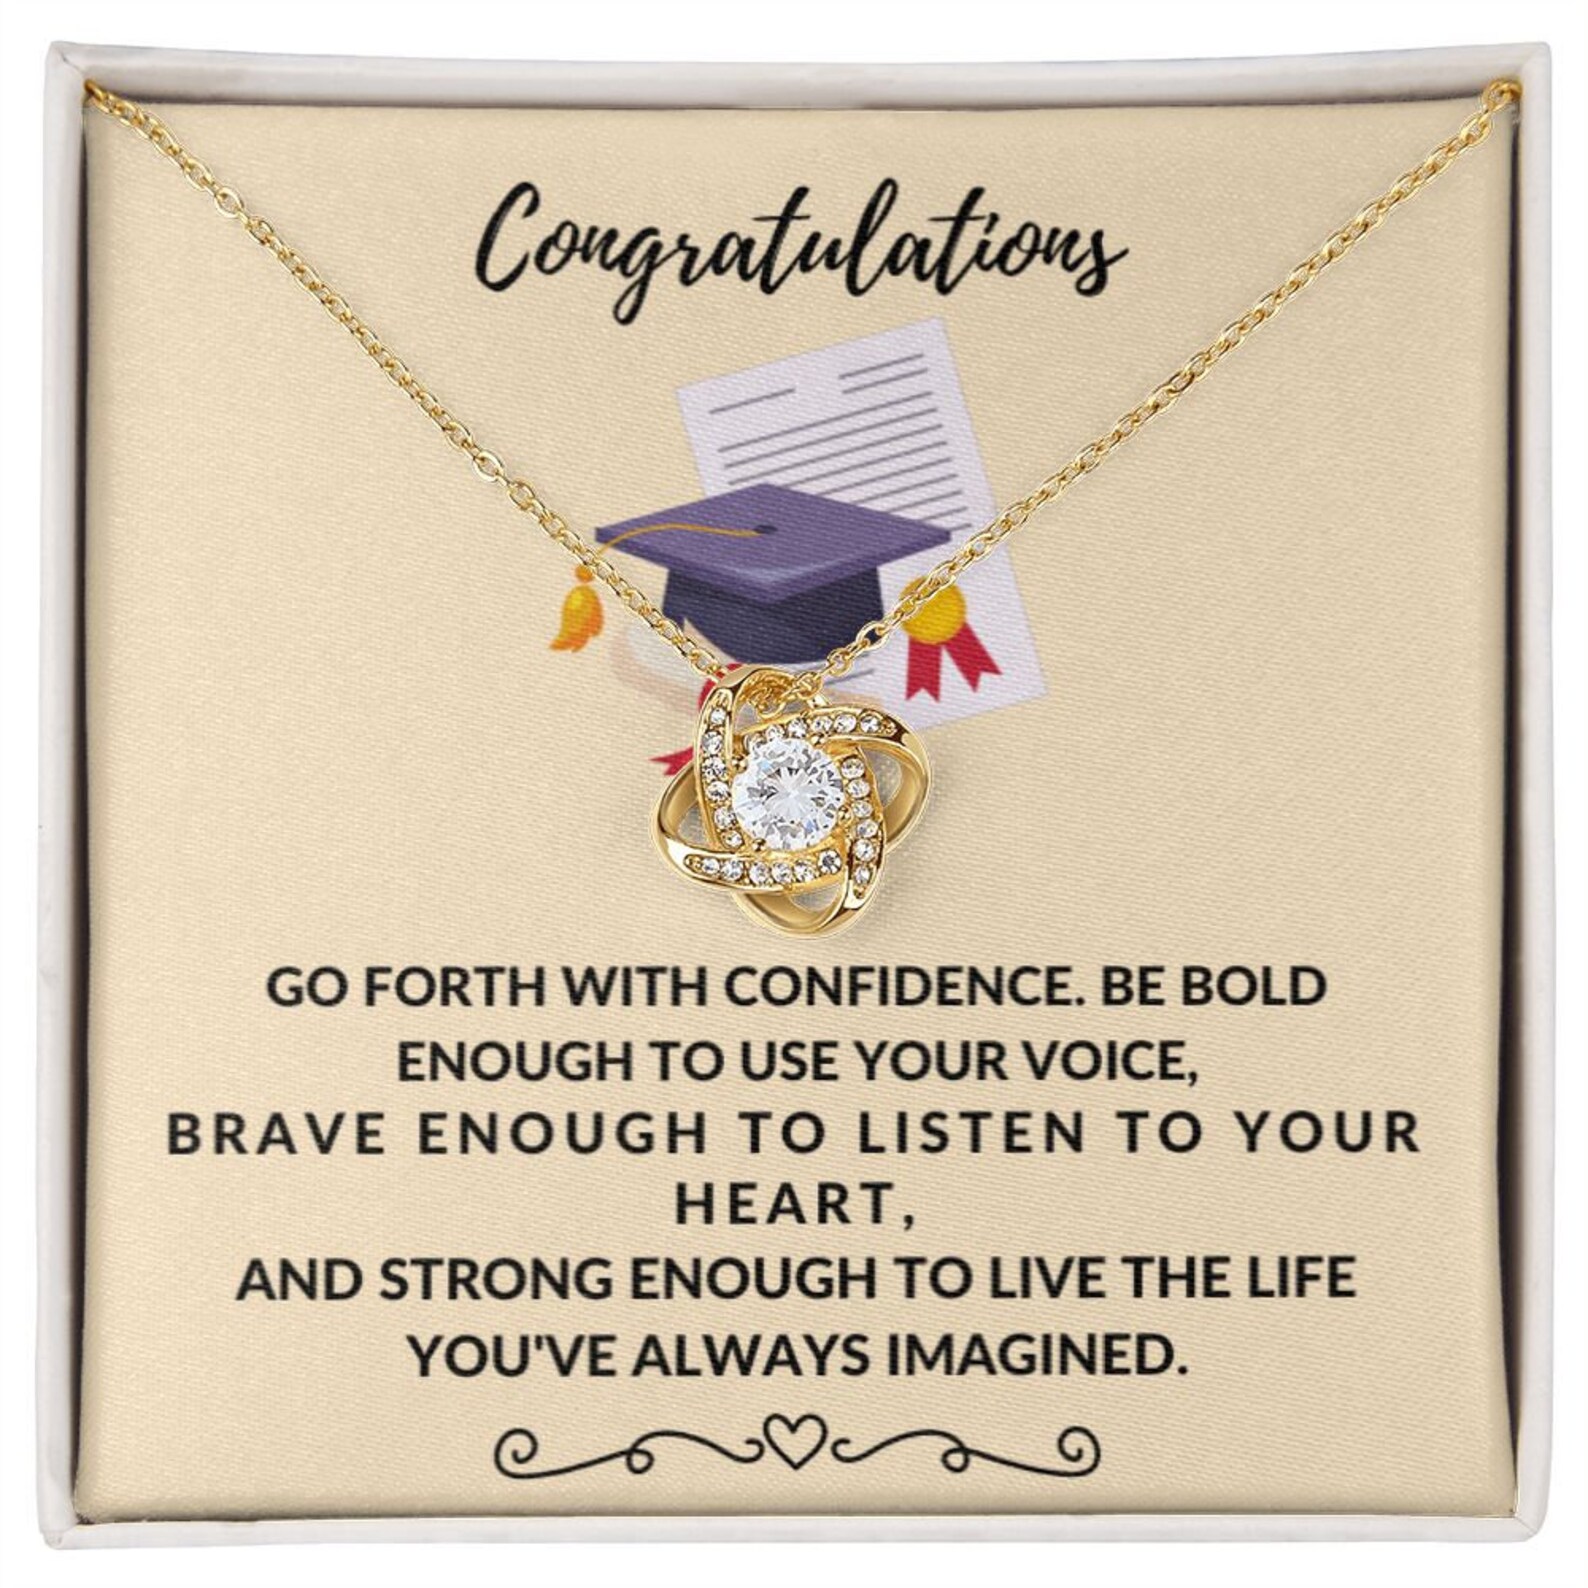 Congratulations
GO FORTH WITH CONFIDENCE. BE BOLD
ENOUGH TO USE YOUR VOICE,
BRAVE ENOUGH TO LISTEN TO YOUR
HEART,
AND STRONG ENOUGH TO LIVE THE LIFE
YOU'VE ALWAYS IMAGINED.